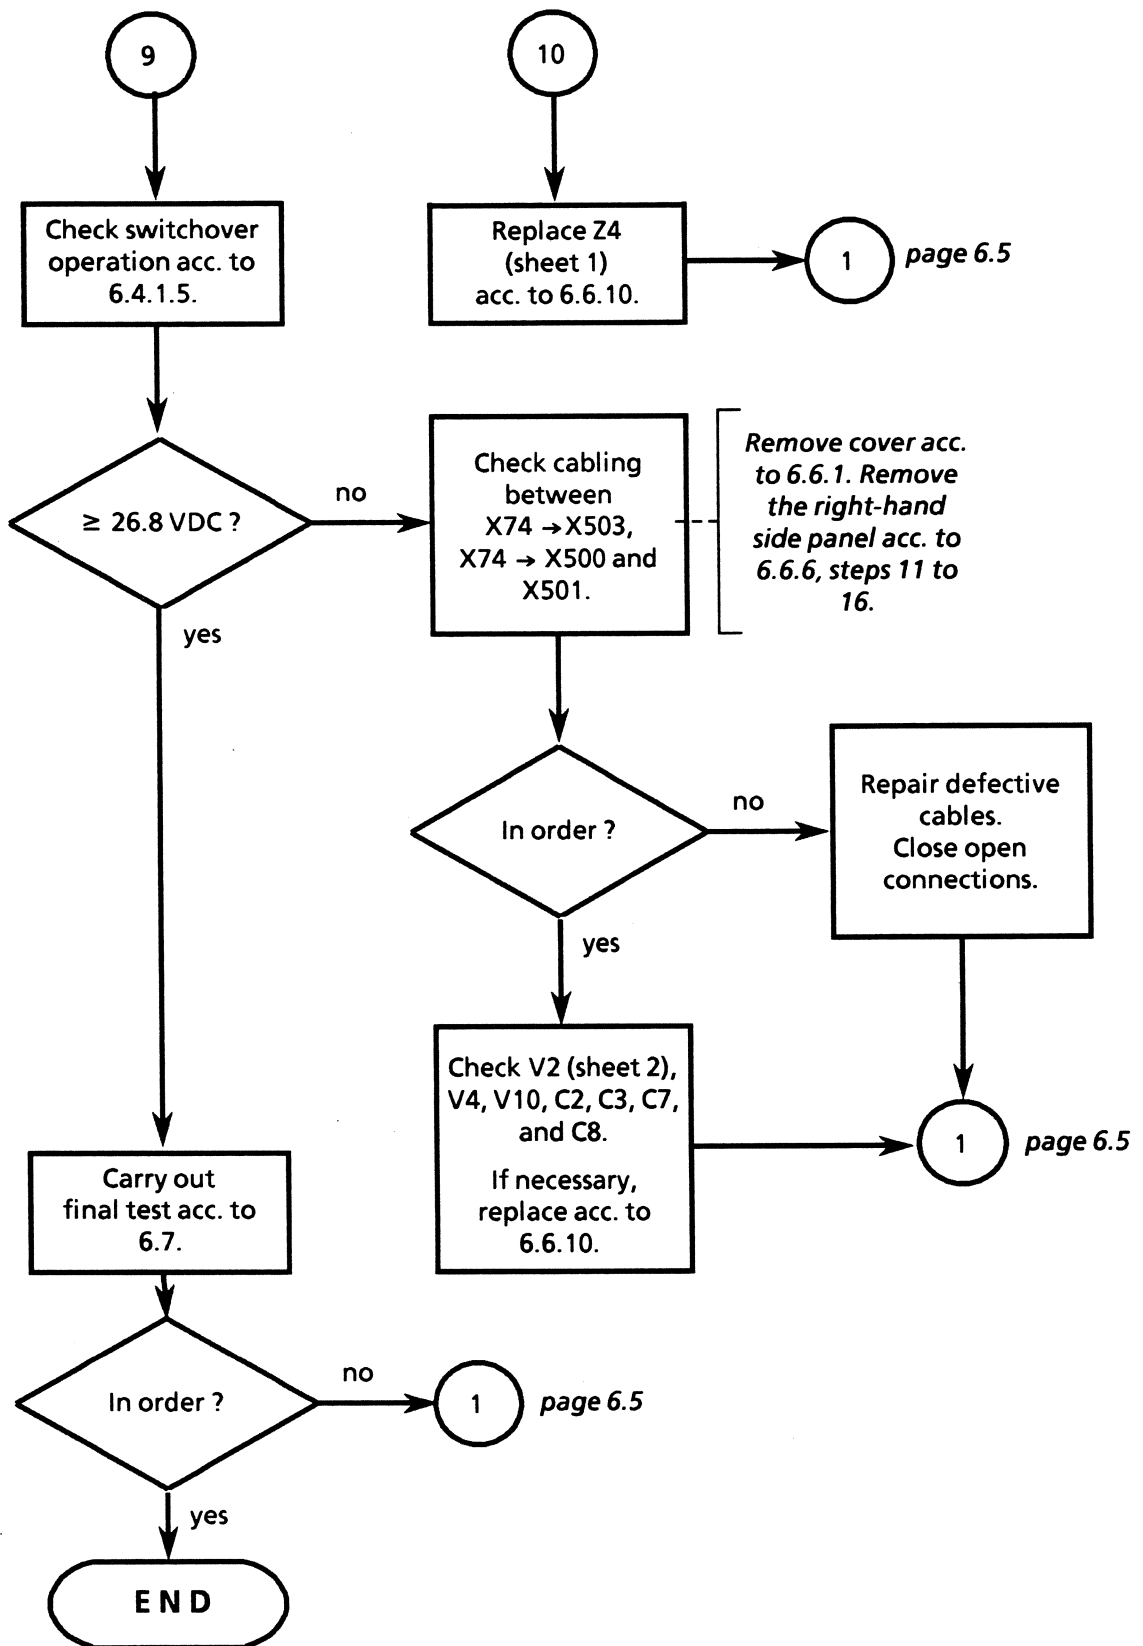 9
10
Check switchover
operation acc. to
6.4.1.5.
Replace Z4
(sheet 1)
acc. to 6.6.10.
1
page 6.5
≥ 26.8 VDC ?
no
yes
Check cabling
between
X74 → X503,
X74 → X500 and
X501.
Remove cover acc.
to 6.6.1. Remove
the right-hand
side panel acc. to
6.6.6, steps 11 to
16.
In order ?
no
yes
Repair defective
cables.
Close open
connections.
Check V2 (sheet 2),
V4, V10, C2, C3, C7,
and C8.
If necessary,
replace acc. to
6.6.10.
1
page 6.5
Carry out
final test acc. to
6.7.
In order ?
no
1
page 6.5
yes
END